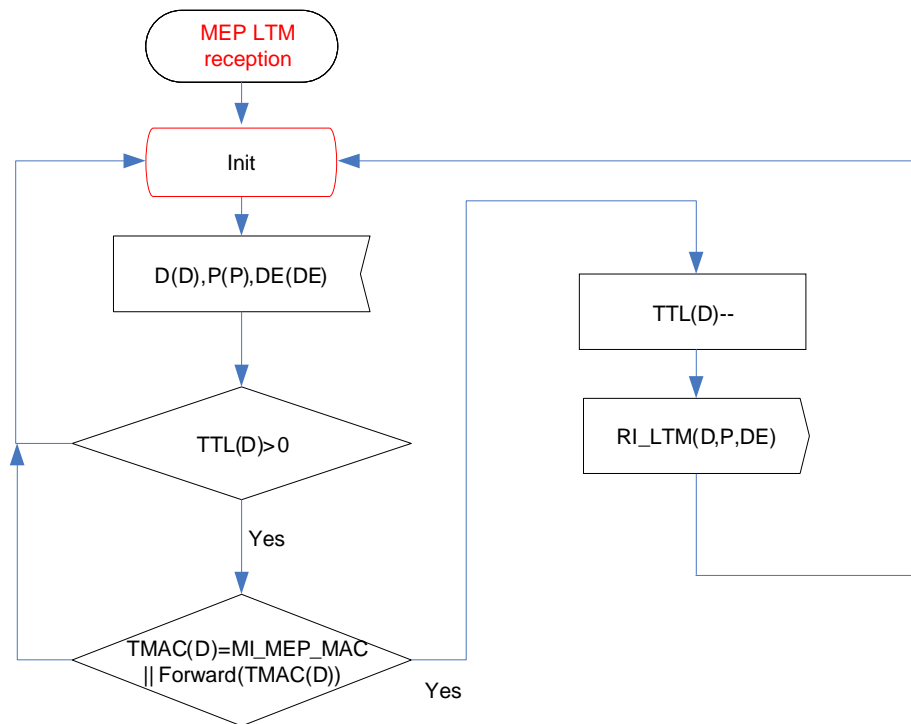 MEP LTM
reception
Init
D(D),P(P),DE(DE)
TTL(D)>0
Yes
TMAC(D)=MI_MEP_MAC
|| Forward(TMAC(D))
Yes
TTL(D)--
RI_LTM(D,P,DE)